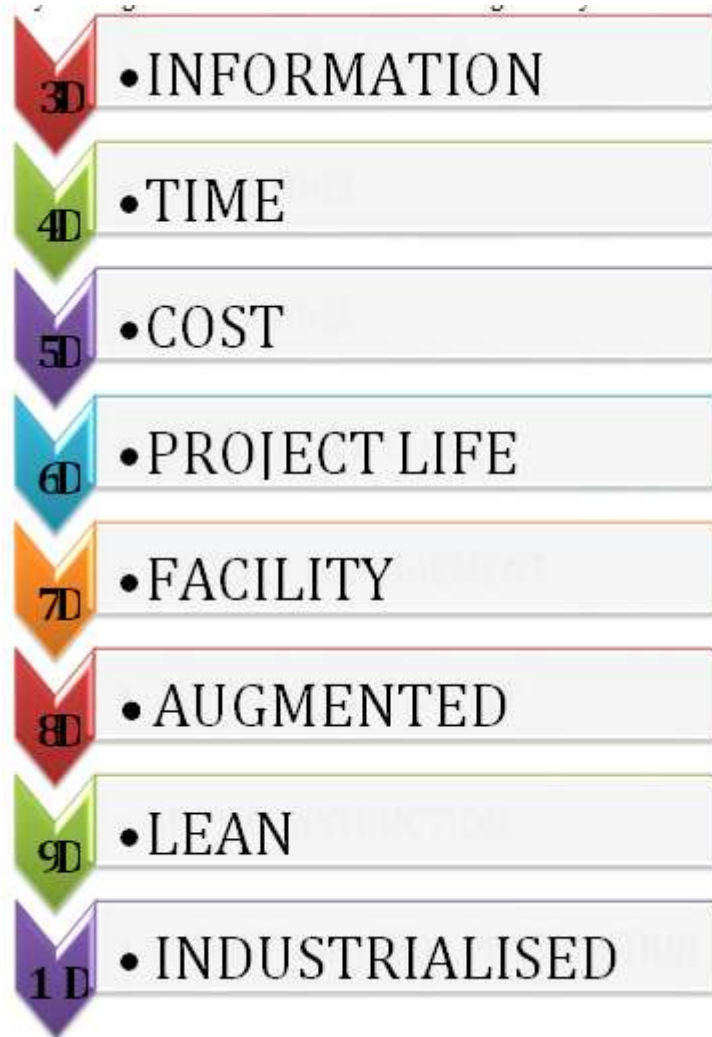 3D
• INFORMATION
4D
• TIME
5D
• COST
6D
• PROJECT LIFE
7D
• FACILITY
8D
• AUGMENTED
9D
• LEAN
1 D
• INDUSTRIALISED